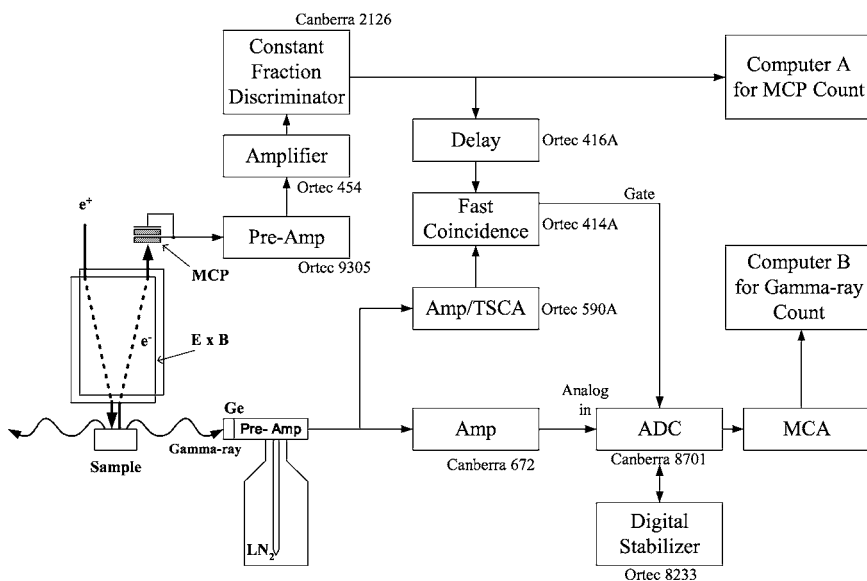 Canberra 2126
Constant
Fraction
Discriminator
Computer A
for MCP Count
Amplifier
Ortec 454
Delay
Ortec 416A
e+
Pre-Amp
Ortec 9305
MCP
Fast
Coincidence
Ortec 414A
Gate
Computer B
for Gamma-ray
Count
Amp/TSCA
Ortec 590A
e-
E x B
Analog
in
Ge
Pre- Amp
Gamma-ray
Sample
Amp
Canberra 672
ADC
Canberra 8701
MCA
LN2
Digital
Stabilizer
Ortec 8233